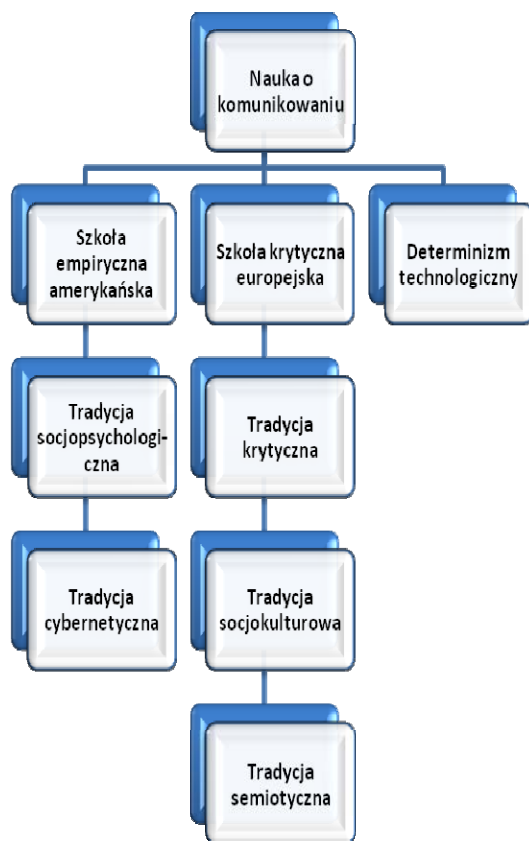 Nauka o
komunikowaniu
Szkoła
empiryczna
amerykańska
Szkoła krytyczna
europejska
Determinizm
technologiczny
Tradycja
socjopsychologi-
czna
Tradycja
krytyczna
Tradycja
cybernetyczna
Tradycja
socjokulturowa
Tradycja
semiotyczna